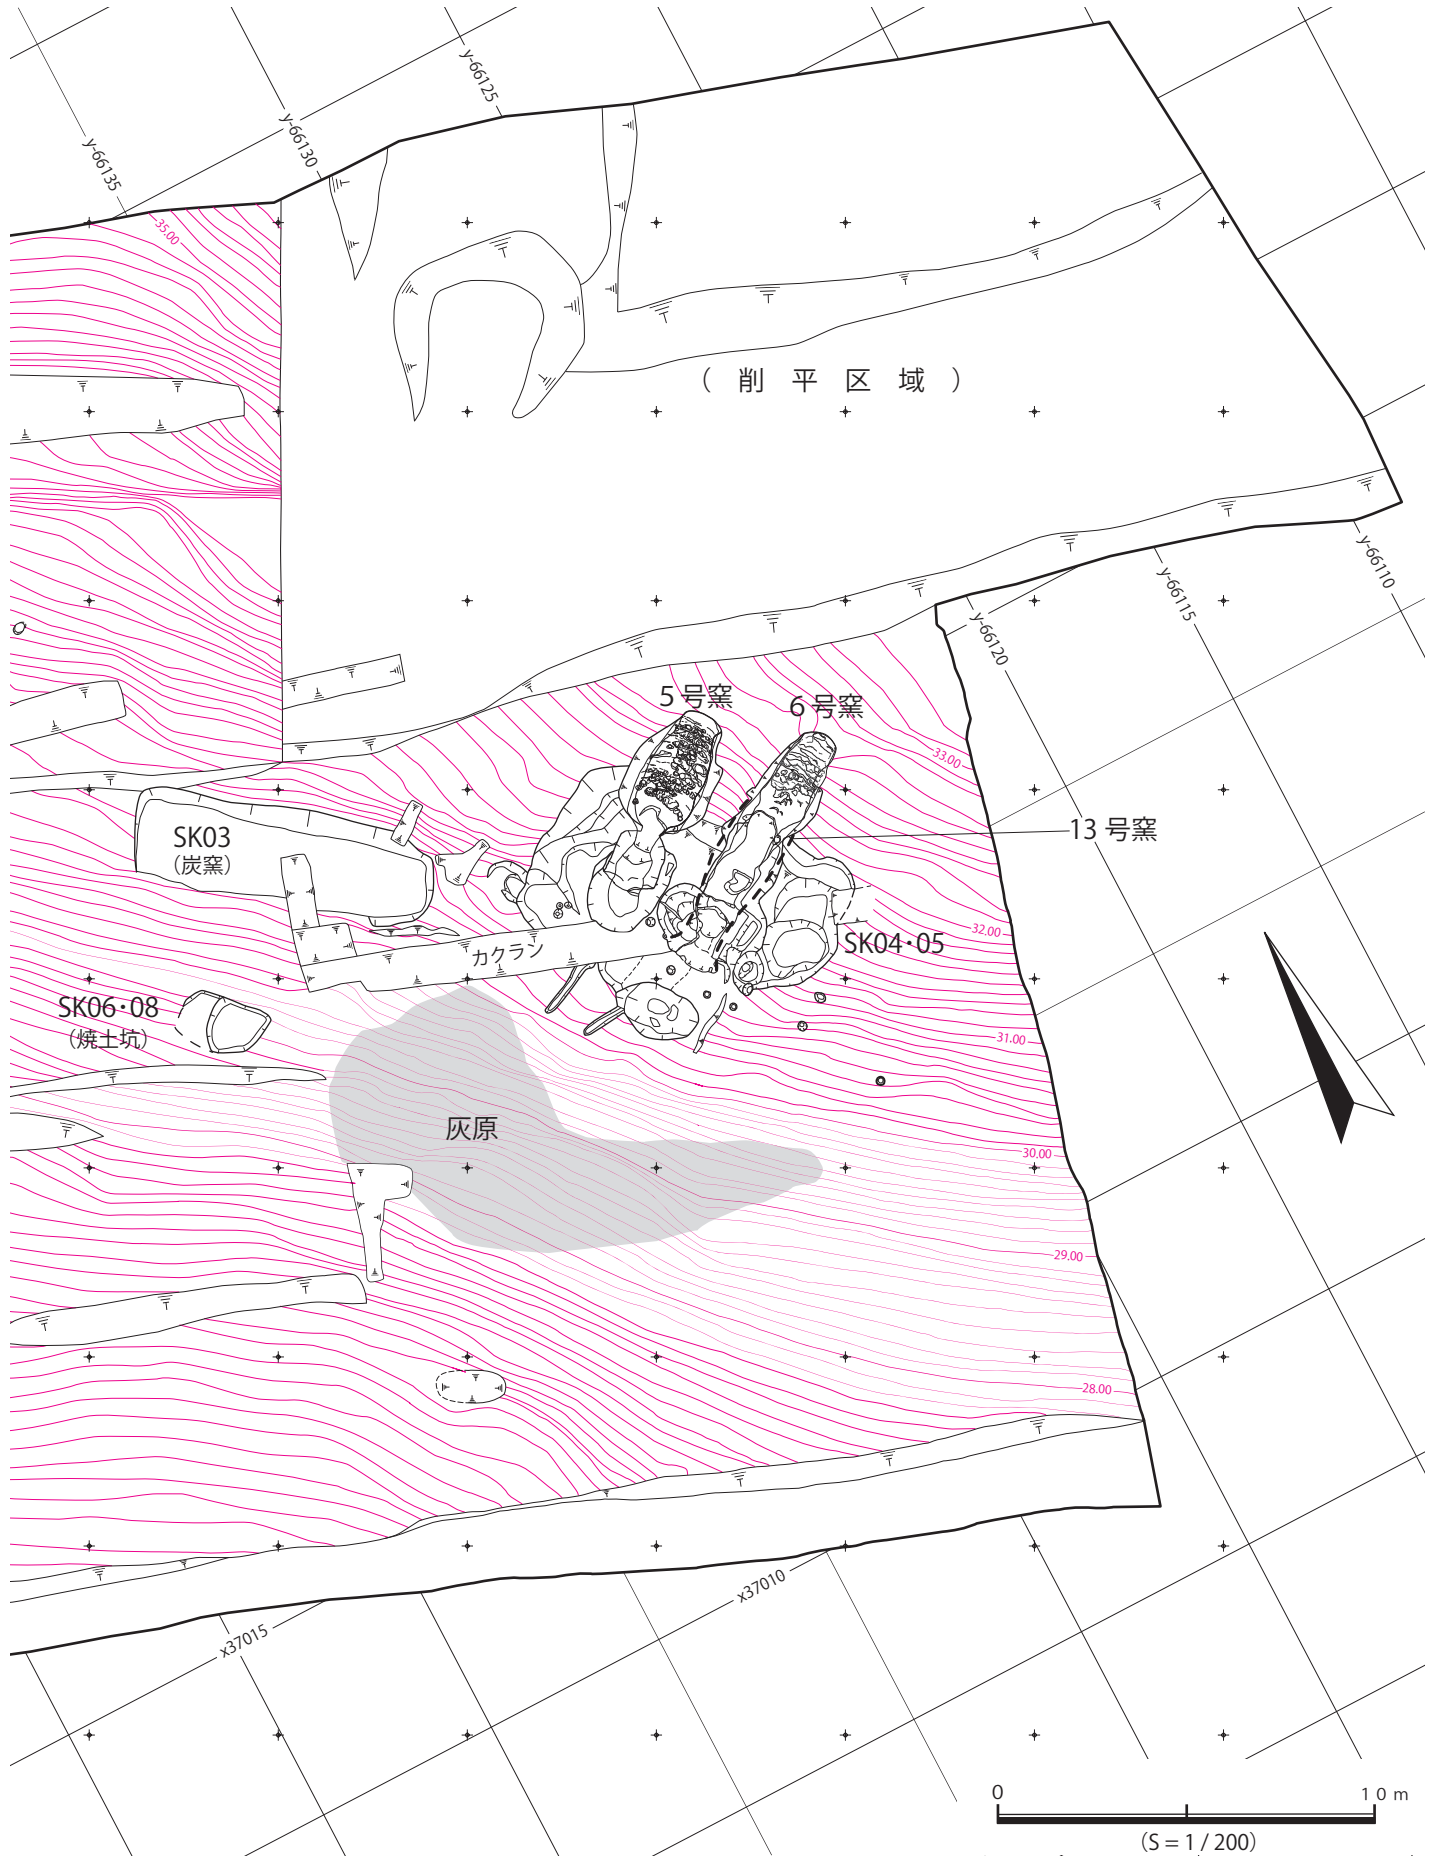 y-66125
y-66130
y-66135
35.00
（ 削 平 区 域 ）
y-66110
y-66115
y-66120
5 号窯
6 号窯
33.00
13 号窯
SK03
（炭窯）
32.00
SK04・05
カクラン
SK06・08
（焼土坑）
31.00
灰原
30.00
29.00
28.00
x37010
x37015
0 10 m
（S = 1 / 200）